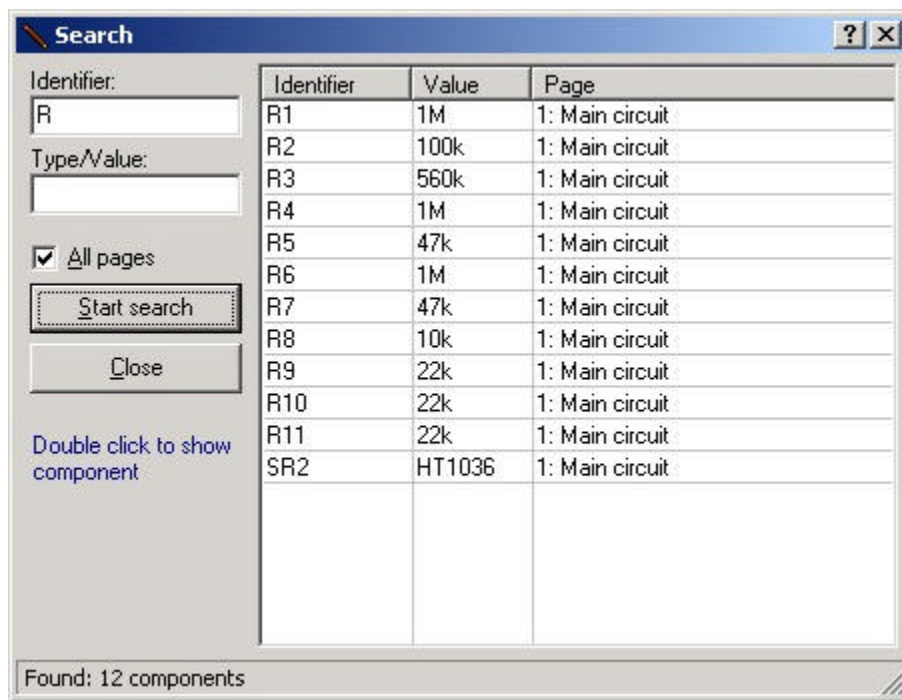 Search
Identifier:
R
Type/Value:
All pages
Start search
Close
Double click to show
component
Identifier Value Page
R1 1M 1: Main circuit
R2 100k 1: Main circuit
R3 560k 1: Main circuit
R4 1M 1: Main circuit
R5 47k 1: Main circuit
R6 1M 1: Main circuit
R7 47k 1: Main circuit
R8 10k 1: Main circuit
R9 22k 1: Main circuit
R10 22k 1: Main circuit
R11 22k 1: Main circuit
SR2 HT1036 1: Main circuit
Found: 12 components